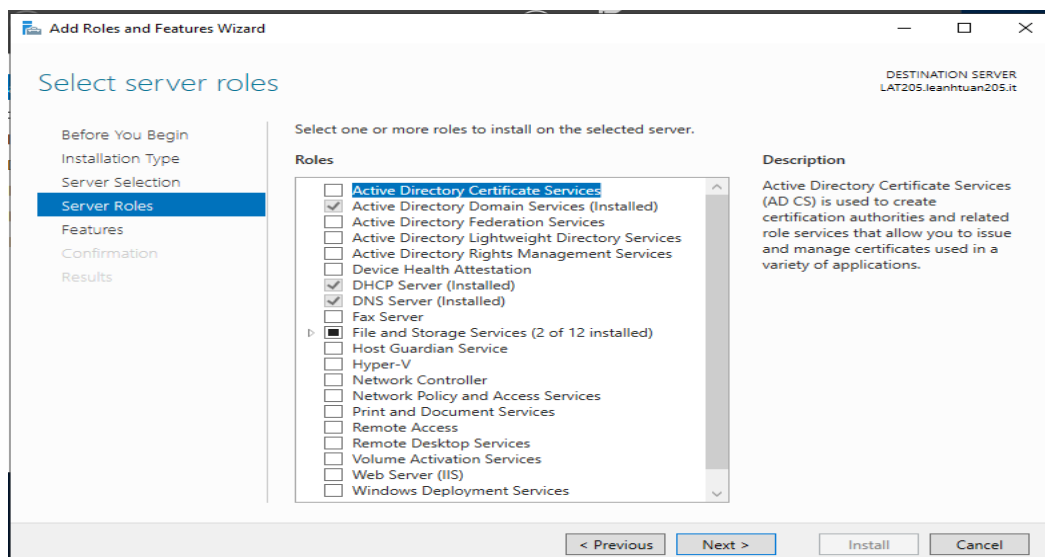 Add Roles and Features Wizard
Select server roles
DESTINATION SERVER
LAT205.leanhtuan205.it
Before You Begin
Installation Type
Server Selection
Server Roles
Features
Confirmation
Results
Select one or more roles to install on the selected server.
Roles
Active Directory Certificate Services
Active Directory Domain Services (Installed)
Active Directory Federation Services
Active Directory Lightweight Directory Services
Active Directory Rights Management Services
Device Health Attestation
DHCP Server (Installed)
DNS Server (Installed)
Fax Server
File and Storage Services (2 of 12 installed)
Host Guardian Service
Hyper-V
Network Controller
Network Policy and Access Services
Print and Document Services
Remote Access
Remote Desktop Services
Volume Activation Services
Web Server (IIS)
Windows Deployment Services
Description
Active Directory Certificate Services
(AD CS) is used to create
certification authorities and related
role services that allow you to issue
and manage certificates used in a
variety of applications.
< Previous
Next >
Install
Cancel